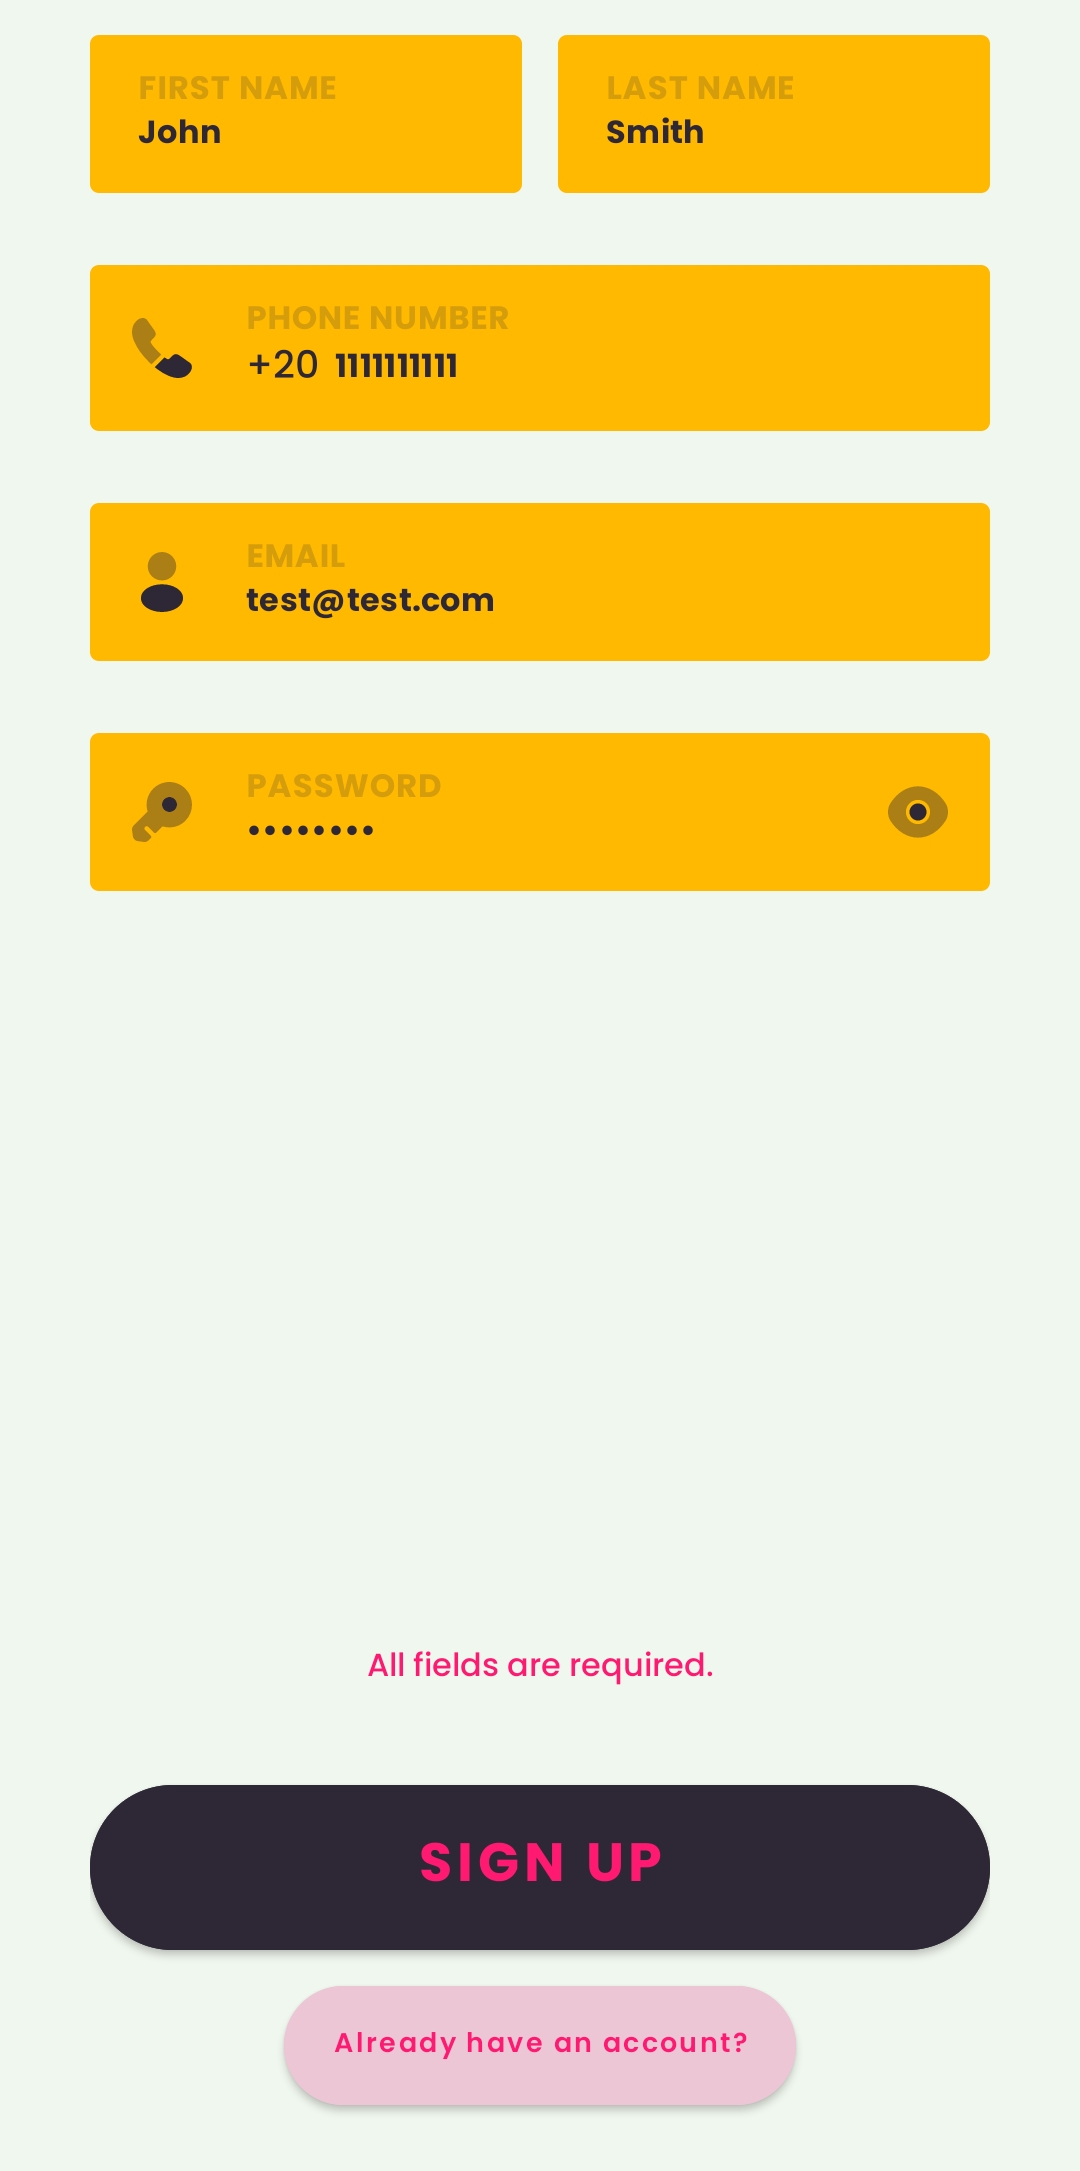 FIRST NAME
John
LAST NAME
Smith
PHONE NUMBER
+20 1111111111
EMAIL
test@test.com
PASSWORD
••••••••
All fields are required.
SIGN UP
Already have an account?